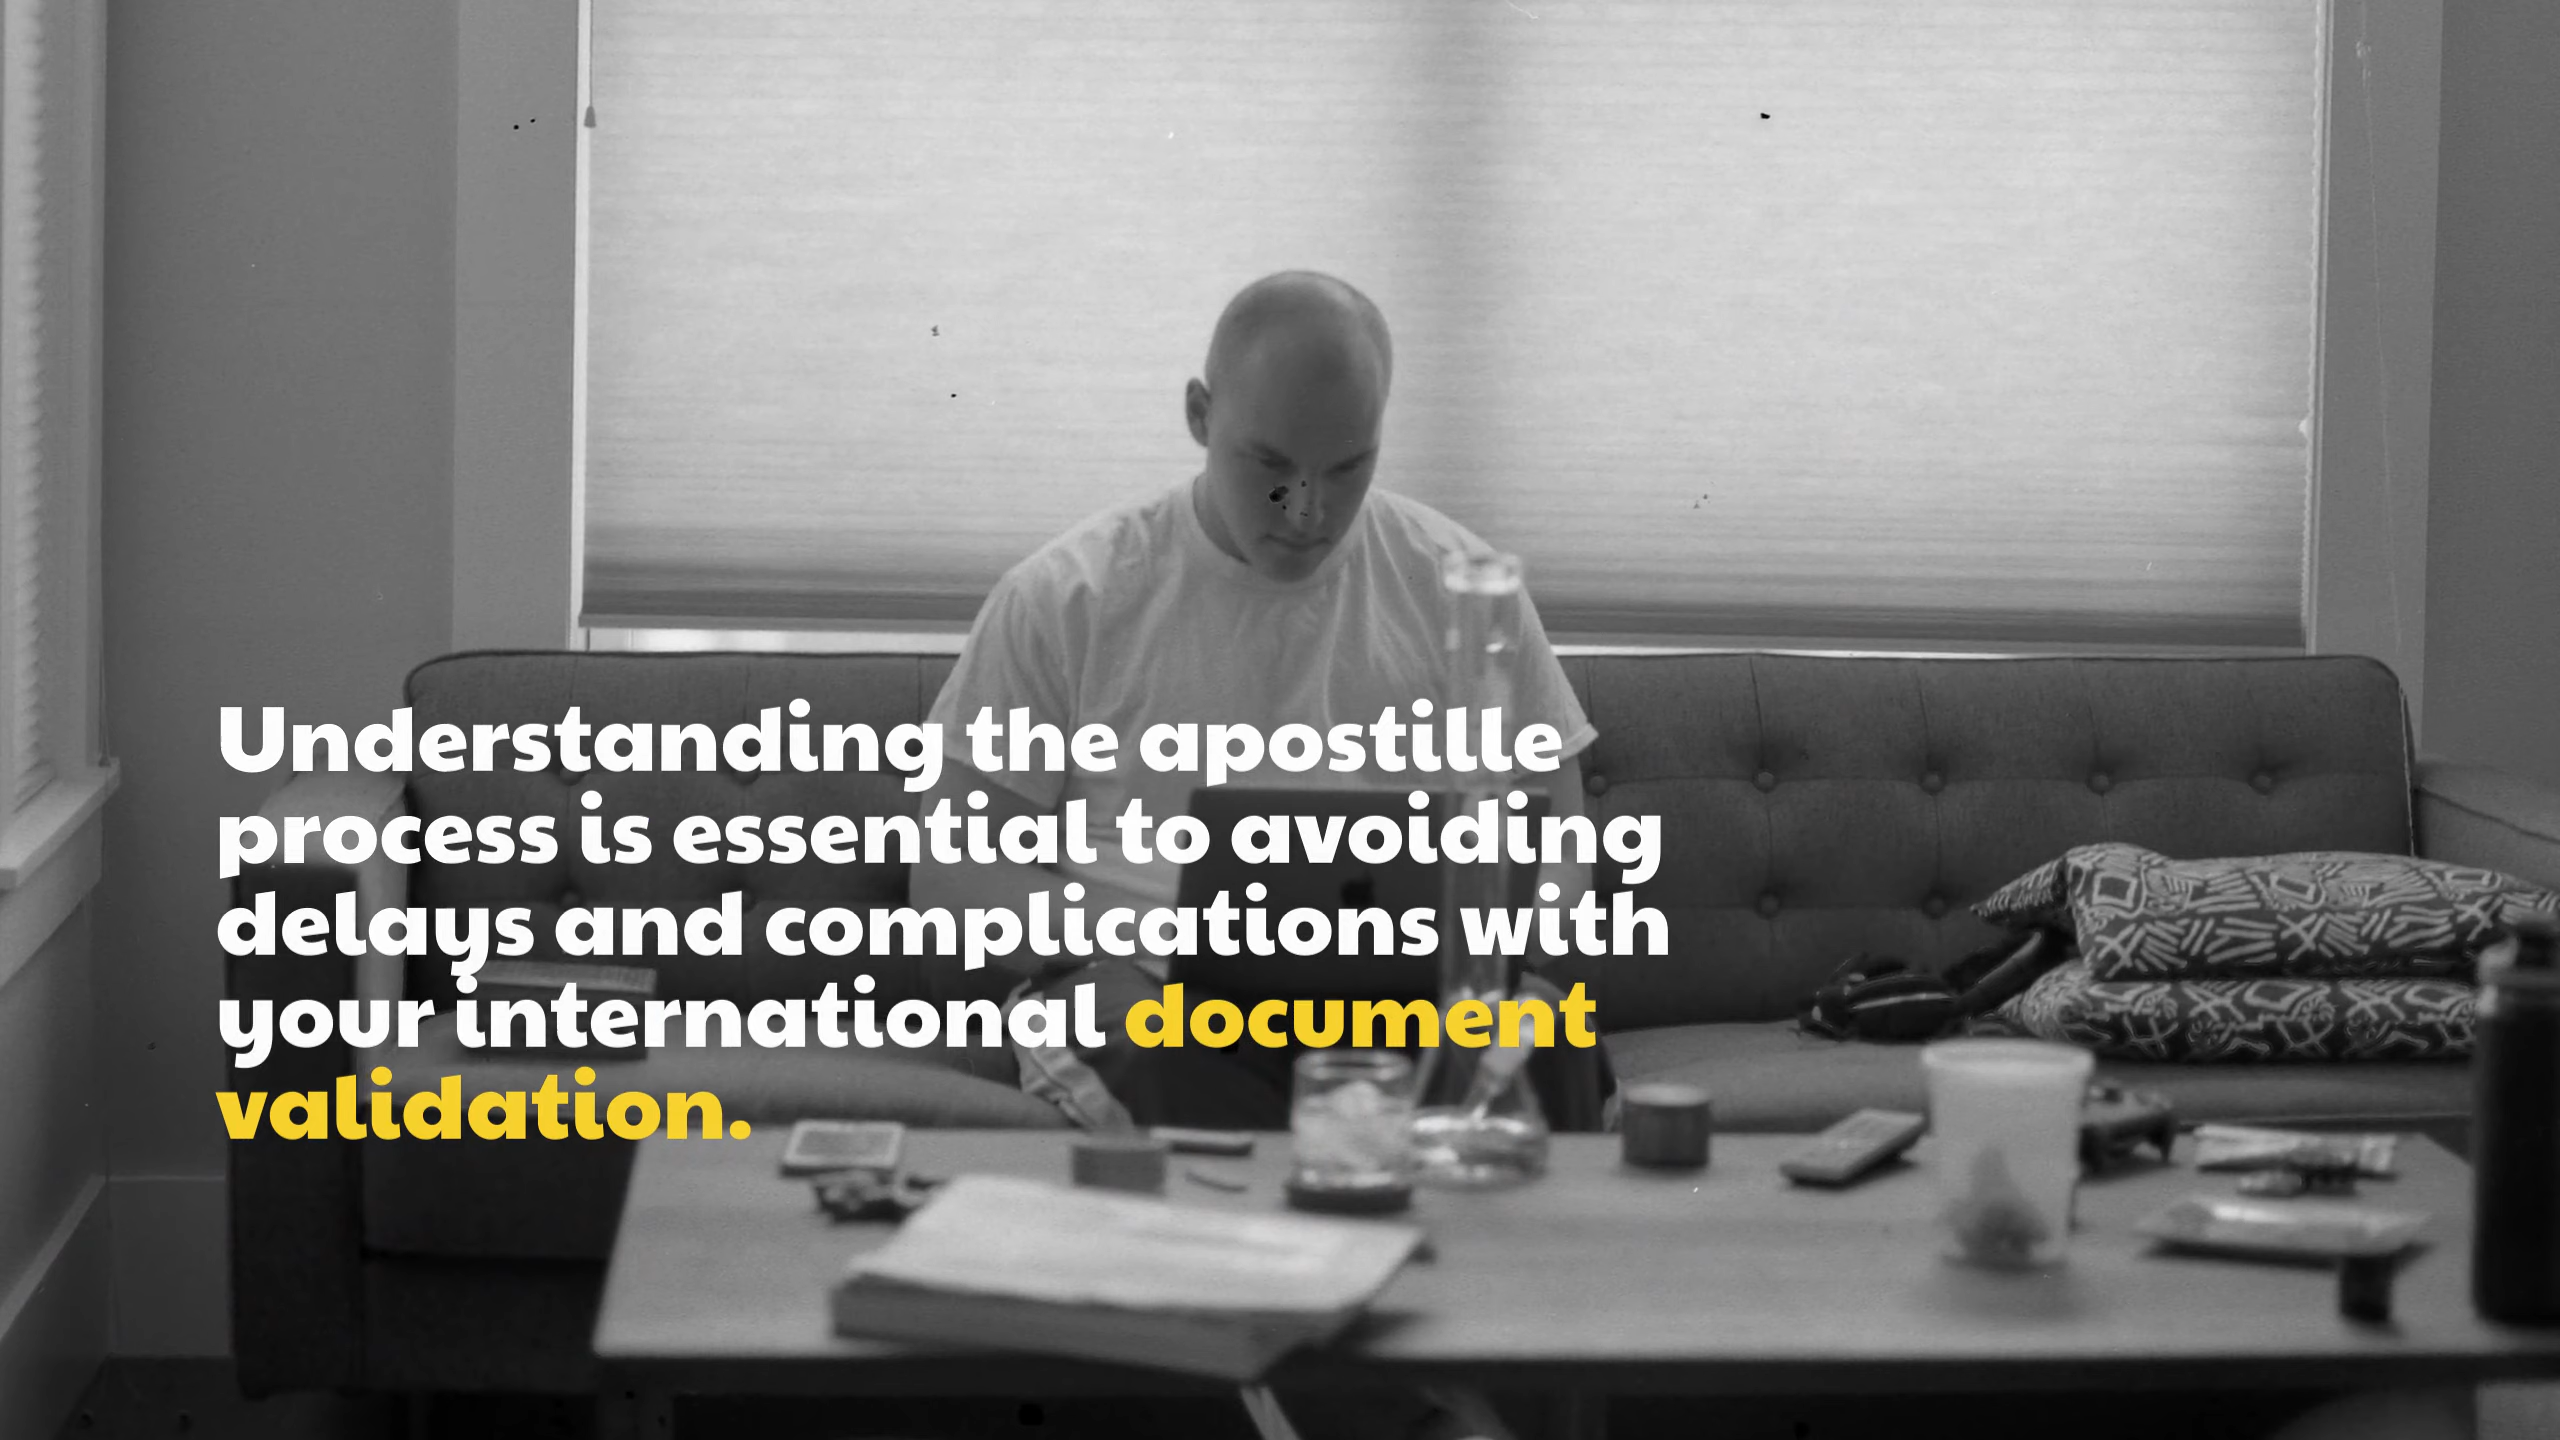 Understanding the apostille
process is essential to avoiding
delays and complications with
your international document
validation.